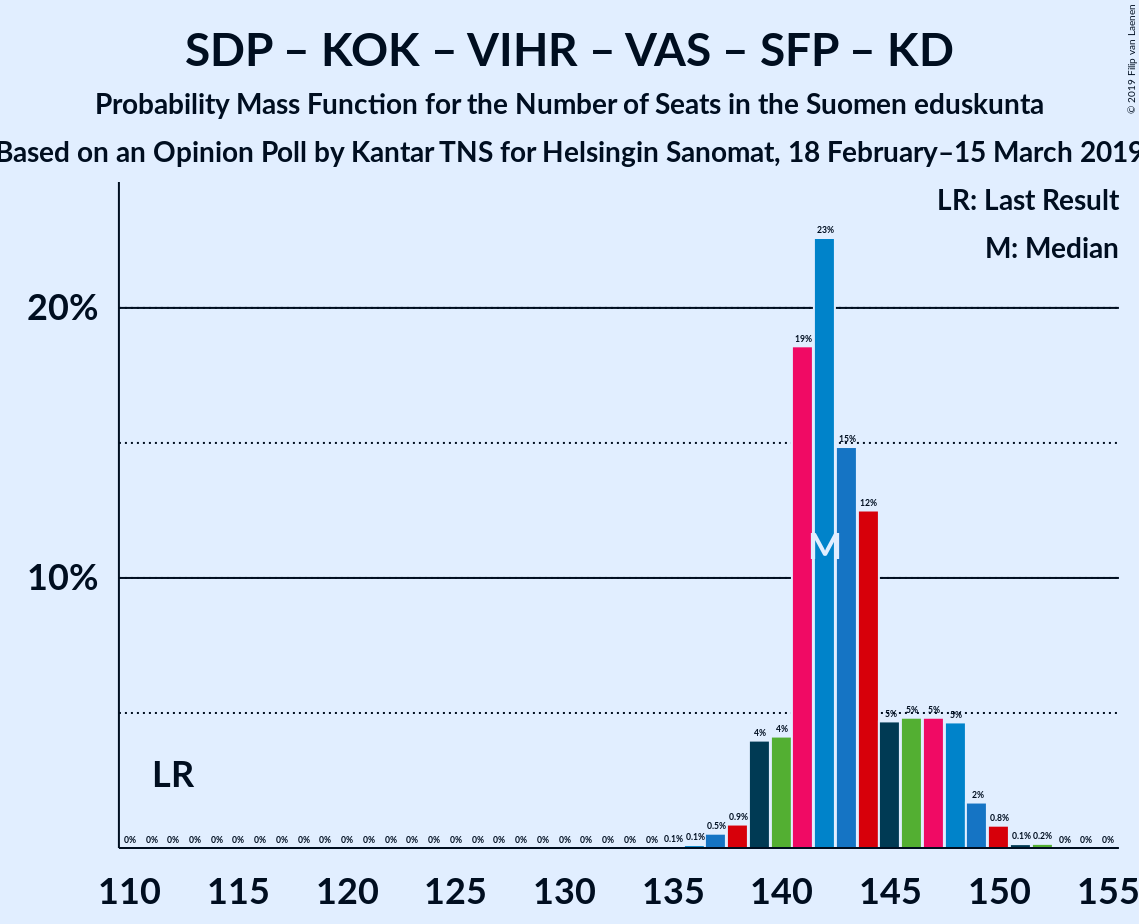 SDP – KOK – VIHR – VAS – SFP – KD
Probability Mass Function for the Number of Seats in the Suomen eduskunta
Based on an Opinion Poll by Kantar TNS for Helsingin Sanomat, 18 February–15 March 2019
© 2019 Filip van Laenen
LR: Last Result
M: Median
20%
10%
LR
M
0% 0% 0% 0% 0% 0% 0% 0% 0% 0% 0% 0% 0% 0% 0% 0% 0% 0% 0% 0% 0% 0% 0% 0% 0% 0.1% 0.1% 0.5% 0.9% 4% 4% 19% 23% 15% 12% 5% 5% 5% 5% 2% 0.8% 0.1% 0.2% 0% 0% 0%
110 115 120 125 130 135 140 145 150 155